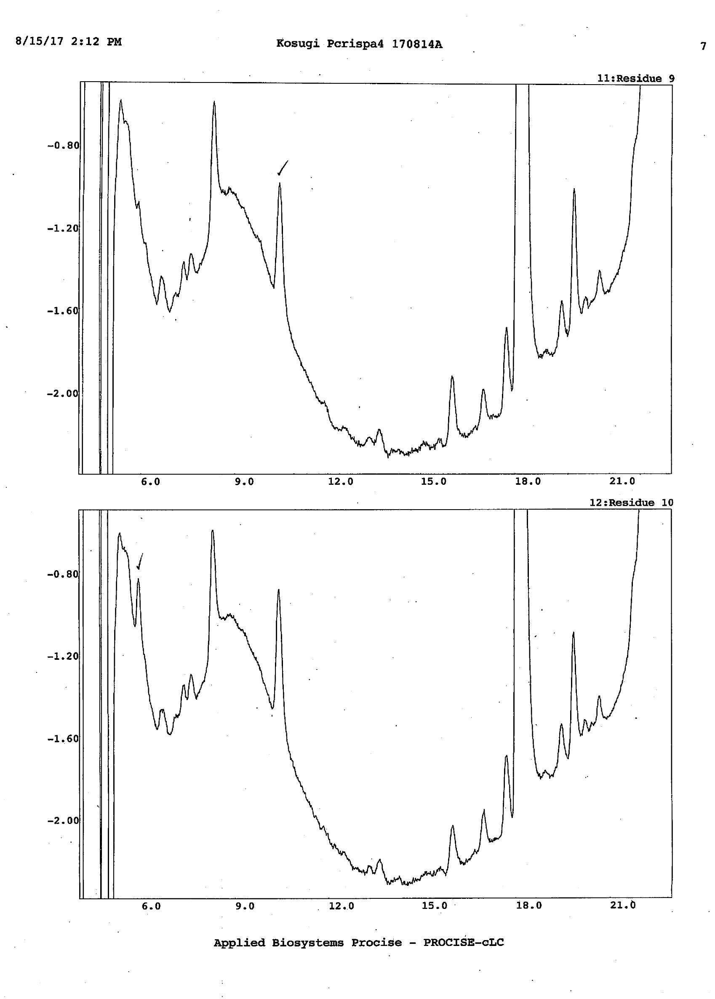 8/15/17 2:12 PM
Kosugi Pcrispa4 170814A
7
11:Residue 9
-0.80
-1.20
-1.60
-2.00
6.0 9.0 12.0 15.0 18.0 21.0
12:Residue 10
-0.80
-1.20
-1.60
-2.00
6.0 9.0 12.0 15.0 18.0 21.0
Applied Biosystems Procise - PROCISE-cLC